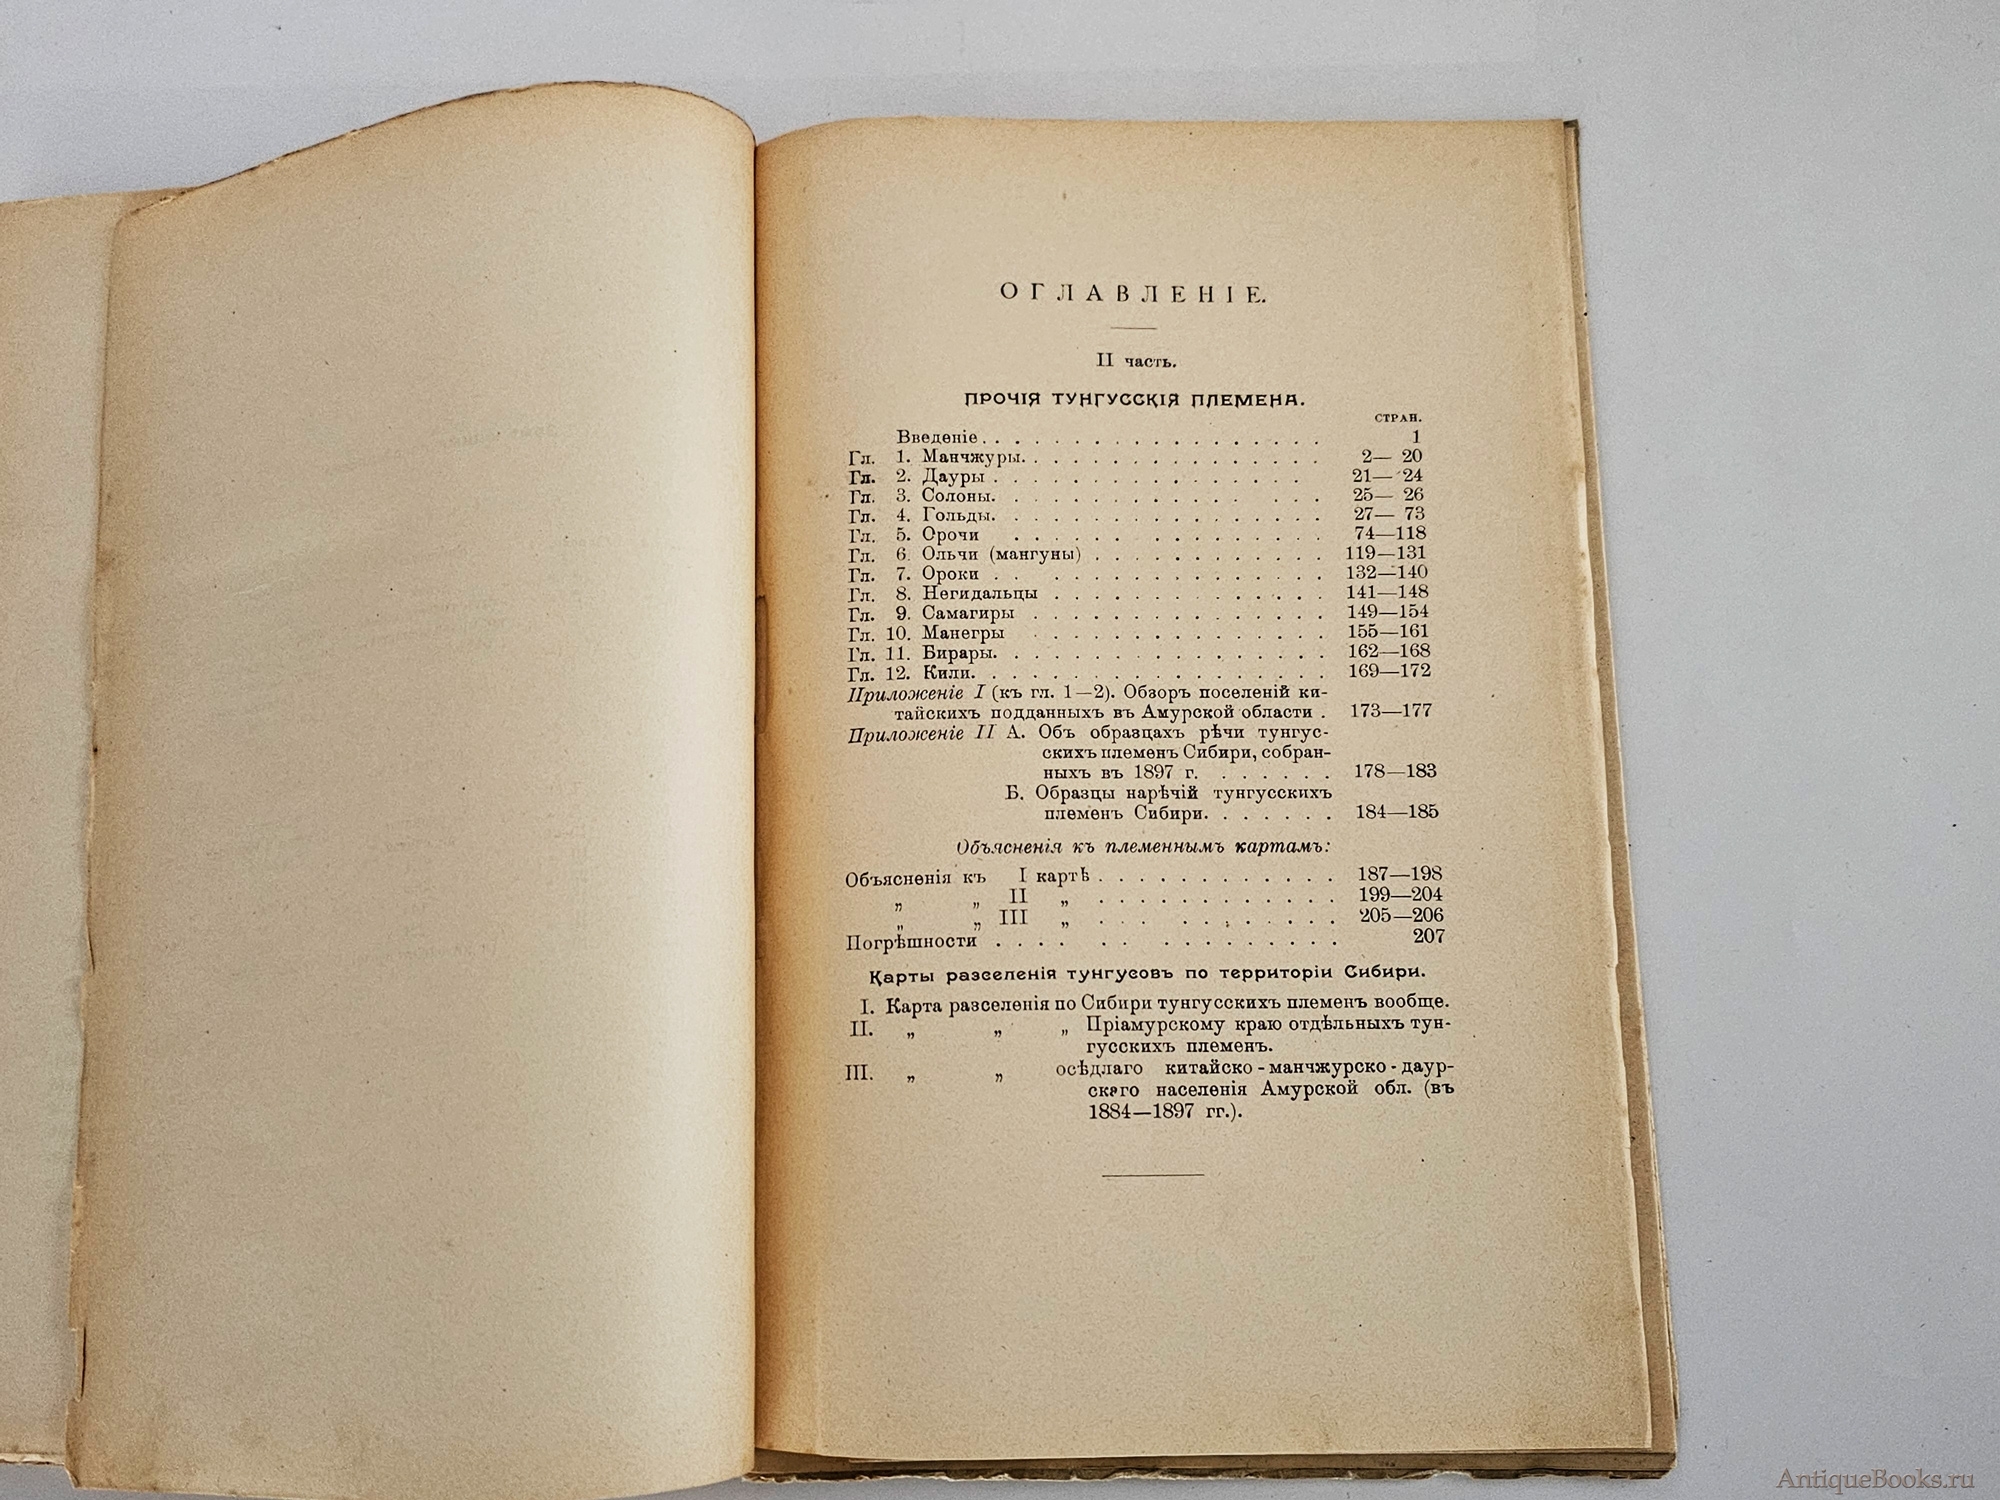 ОГЛАВЛЕНІЕ.
II часть.
ПРОЧІЯ ТУНГУССКІЯ ПЛЕМЕНА.
СТРАН.
Введеніе . . . . . . . . . . . . . . . . . 1
Гл. 1. Манчжуры. . . . . . . . . . . . . . . 2— 20
Гл. 2. Дауры . . . . . . . . . . . . . . . 21— 24
Гл. 3. Солоны. . . . . . . . . . . . . . . 25— 26
Гл. 4. Гольды. . . . . . . . . . . . . . . 27— 73
Гл. 5. Орочи . . . . . . . . . . . . . . . 74—118
Гл. 6. Ольчи (мангуны) . . . . . . . . . . 119—131
Гл. 7. Ороки . . . . . . . . . . . . . . . 132—140
Гл. 8. Негидальцы . . . . . . . . . . . . 141—148
Гл. 9. Самагиры . . . . . . . . . . . . . 149—154
Гл. 10. Манегры . . . . . . . . . . . . . 155—161
Гл. 11. Бирары. . . . . . . . . . . . . . 162—168
Гл. 12. Кили. . . . . . . . . . . . . . . 169—172
Приложеніе I (къ гл. 1—2). Обзоръ поселеній ки-
тайскихъ подданныхъ въ Амурской области . 173—177
Приложеніе II А. Объ образцахъ рѣчи тунгус-
скихъ племенъ Сибири, собран-
ныхъ въ 1897 г. . . . . . . 178—183
Б. Образцы нарѣчій тунгусскихъ
племенъ Сибири. . . . . . . 184—185
Объясненія къ племеннымъ картамъ:
Объясненія къ I картѣ . . . . . . . . . . . . 187—198
„ „ II „ . . . . . . . . . . . . 199—204
„ „ III „ . . . . . . . . . . . . 205—206
Погрѣшности . . . . . . . . . . . . . . . 207
Карты разселенія тунгусовъ по территоріи Сибири.
I. Карта разселенія по Сибири тунгусскихъ племенъ вообще.
II. „ „ „ Пріамурскому краю отдѣльныхъ тун-
гусскихъ племенъ.
III. „ „ осѣдлаго китайско-манчжурско-даур-
скаго населенія Амурской обл. (въ
1884—1897 гг.).
AntiqueBooks.ru